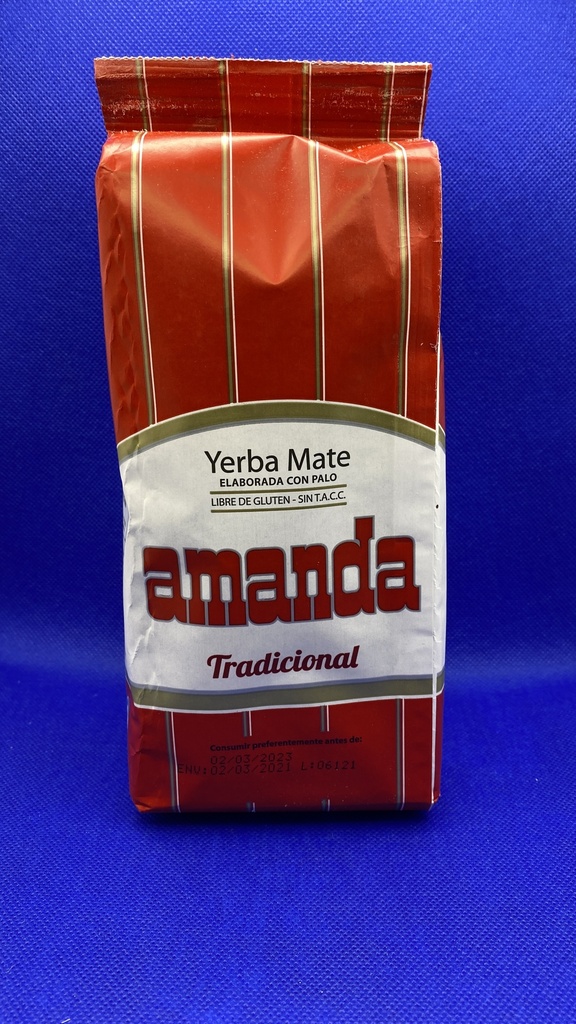 Yerba Mate
ELABORADA CON PALO
LIBRE DE GLUTEN - SIN T.A.C.C.
amanda
Tradicional
Consumir preferentemente antes de:
02/03/2023
ENV:02/03/2021 L:06121